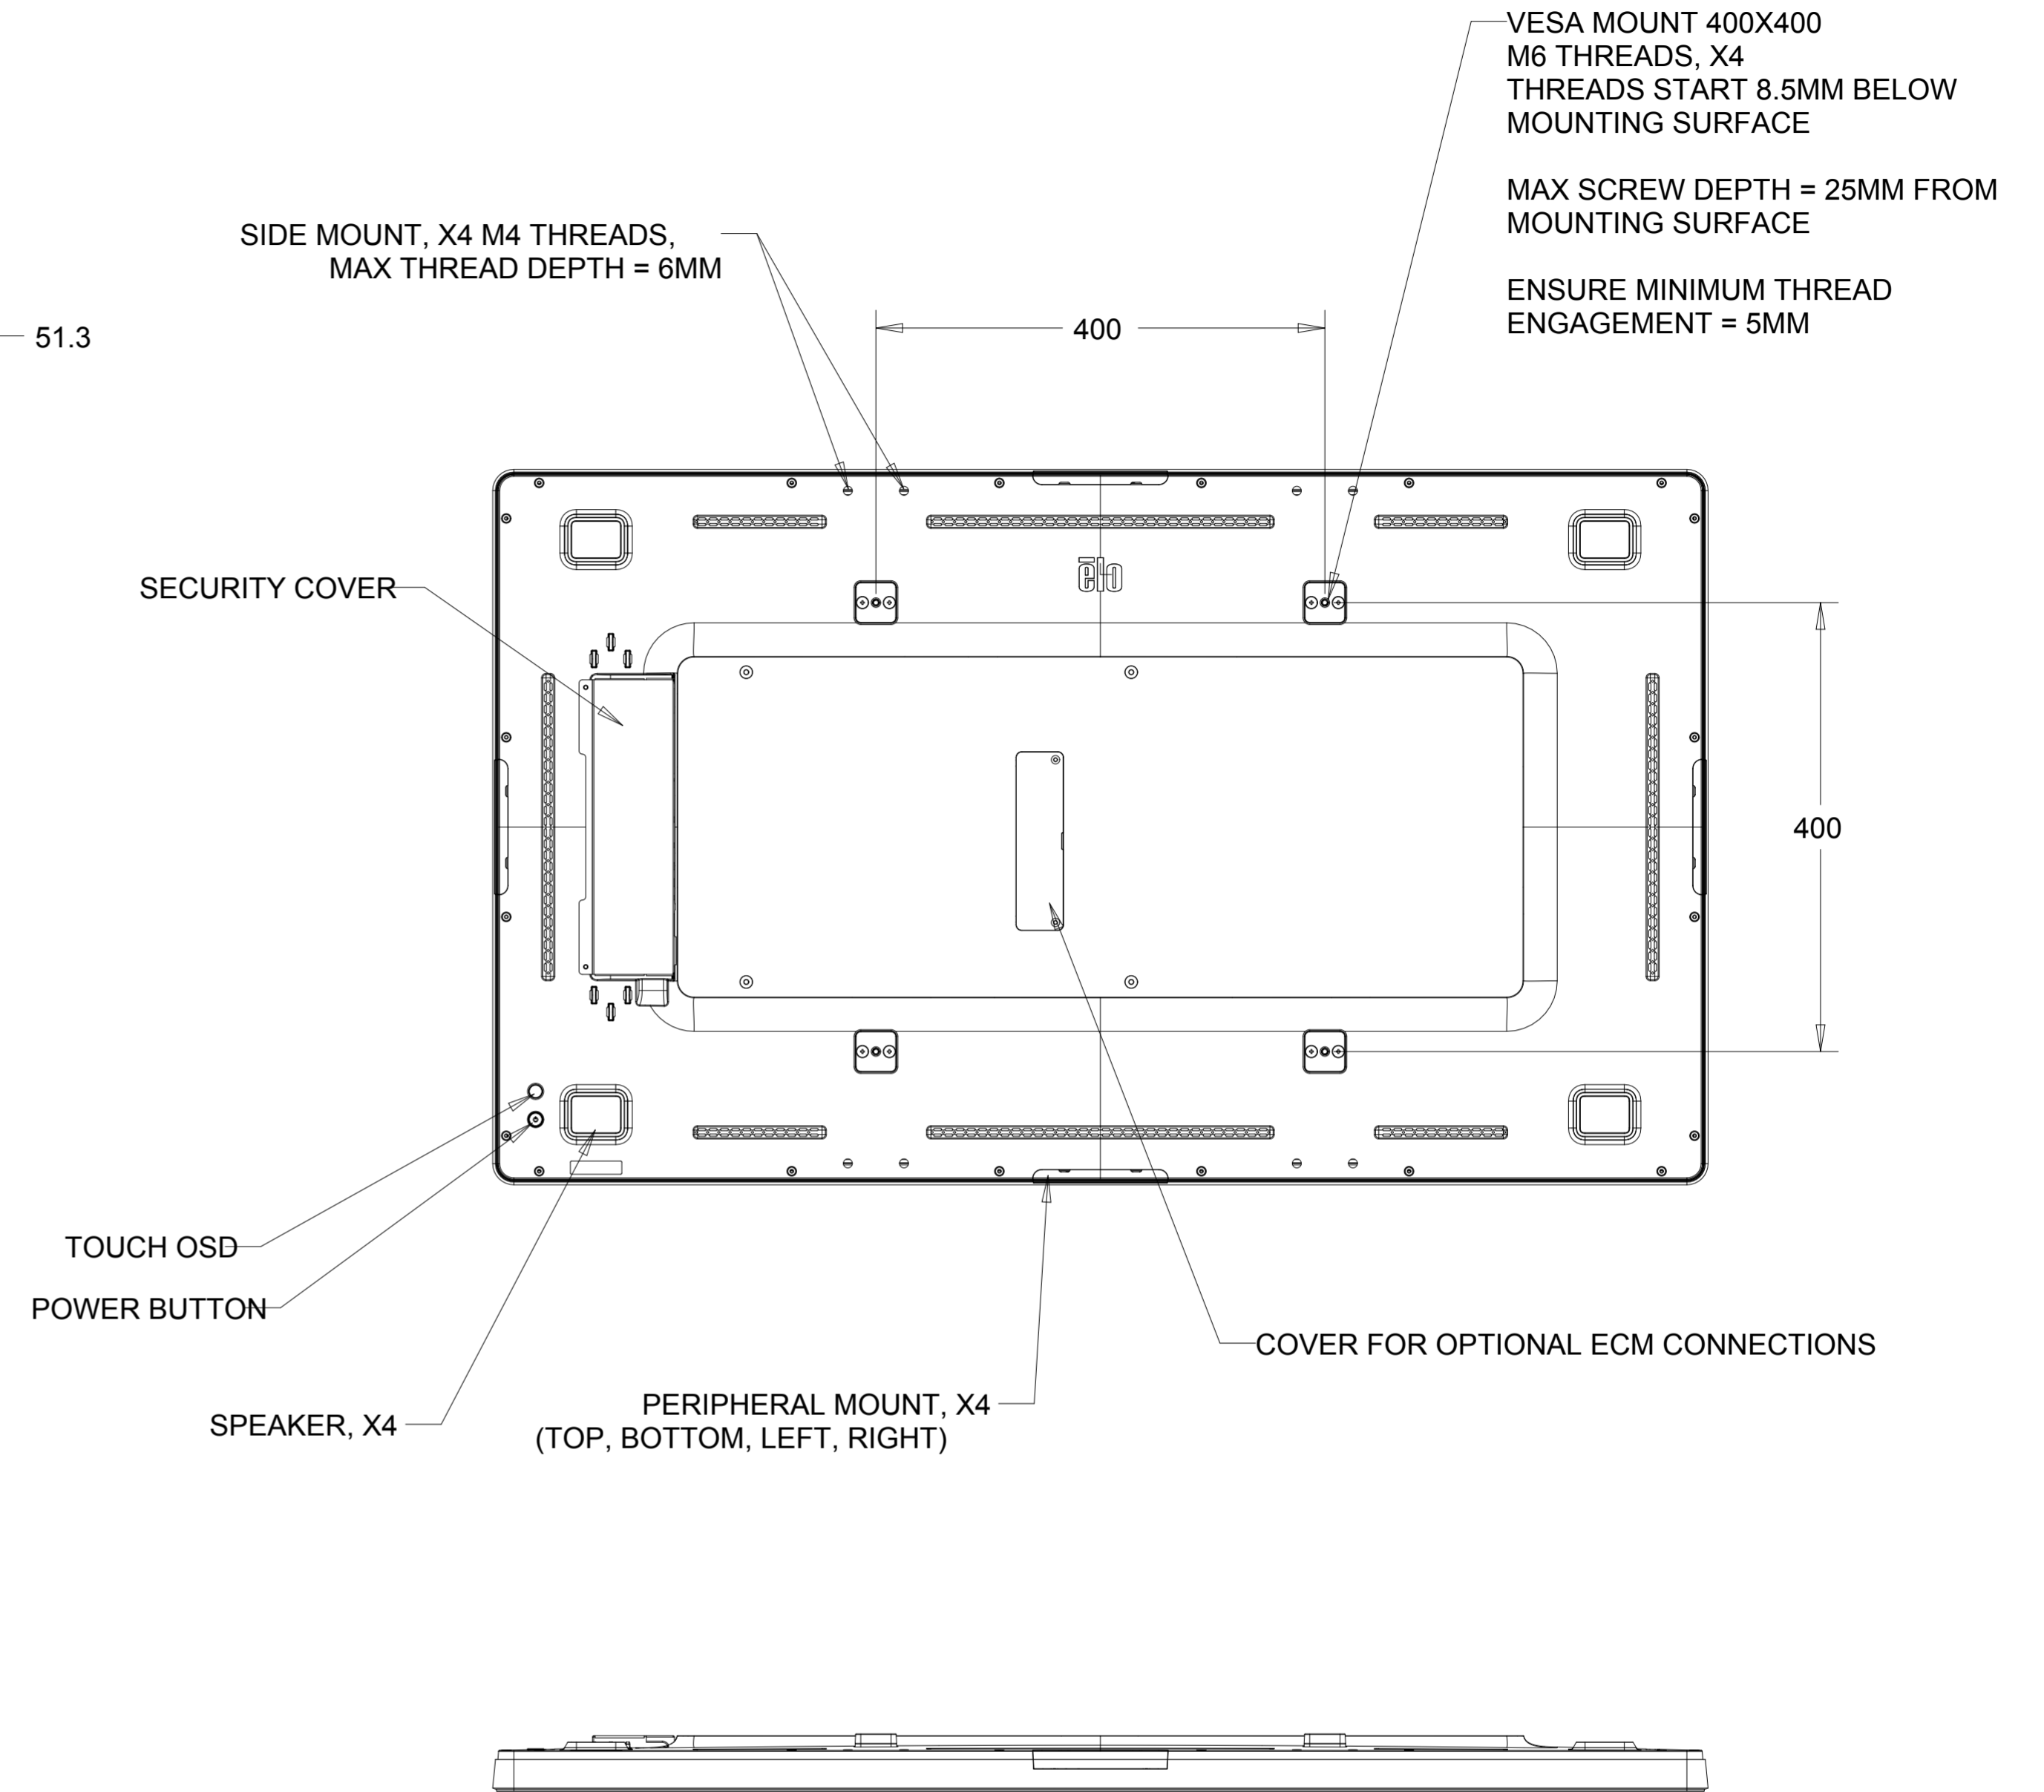 VESA MOUNT 400X400
M6 THREADS, X4
THREADS START 8.5MM BELOW
MOUNTING SURFACE
MAX SCREW DEPTH = 25MM FROM
MOUNTING SURFACE
ENSURE MINIMUM THREAD
ENGAGEMENT = 5MM
SIDE MOUNT, X4 M4 THREADS,
MAX THREAD DEPTH = 6MM
51.3
400
elo
SECURITY COVER
400
TOUCH OSD
POWER BUTTON
COVER FOR OPTIONAL ECM CONNECTIONS
SPEAKER, X4
PERIPHERAL MOUNT, X4
(TOP, BOTTOM, LEFT, RIGHT)